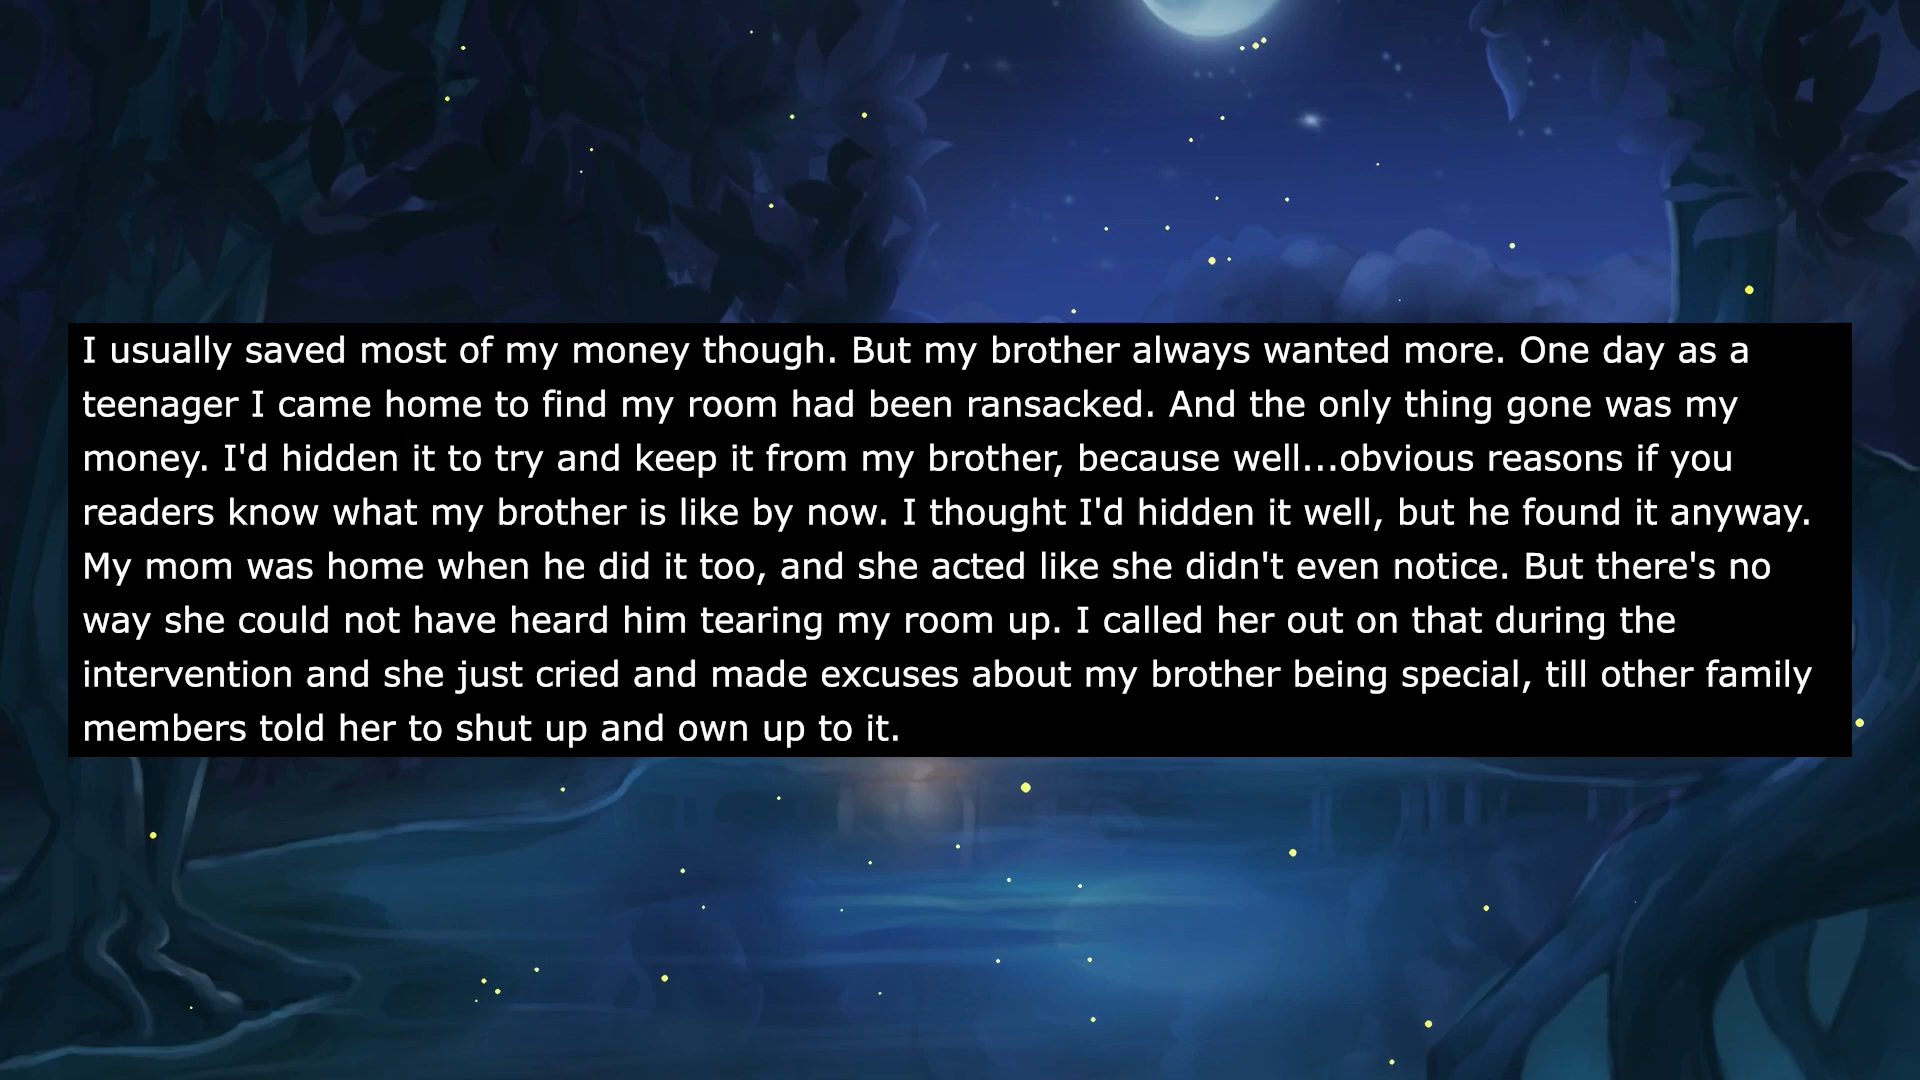 I usually saved most of my money though. But my brother always wanted more. One day as a
teenager I came home to find my room had been ransacked. And the only thing gone was my
money. I'd hidden it to try and keep it from my brother, because well...obvious reasons if you
readers know what my brother is like by now. I thought I'd hidden it well, but he found it anyway.
My mom was home when he did it too, and she acted like she didn't even notice. But there's no
way she could not have heard him tearing my room up. I called her out on that during the
intervention and she just cried and made excuses about my brother being special, till other family
members told her to shut up and own up to it.